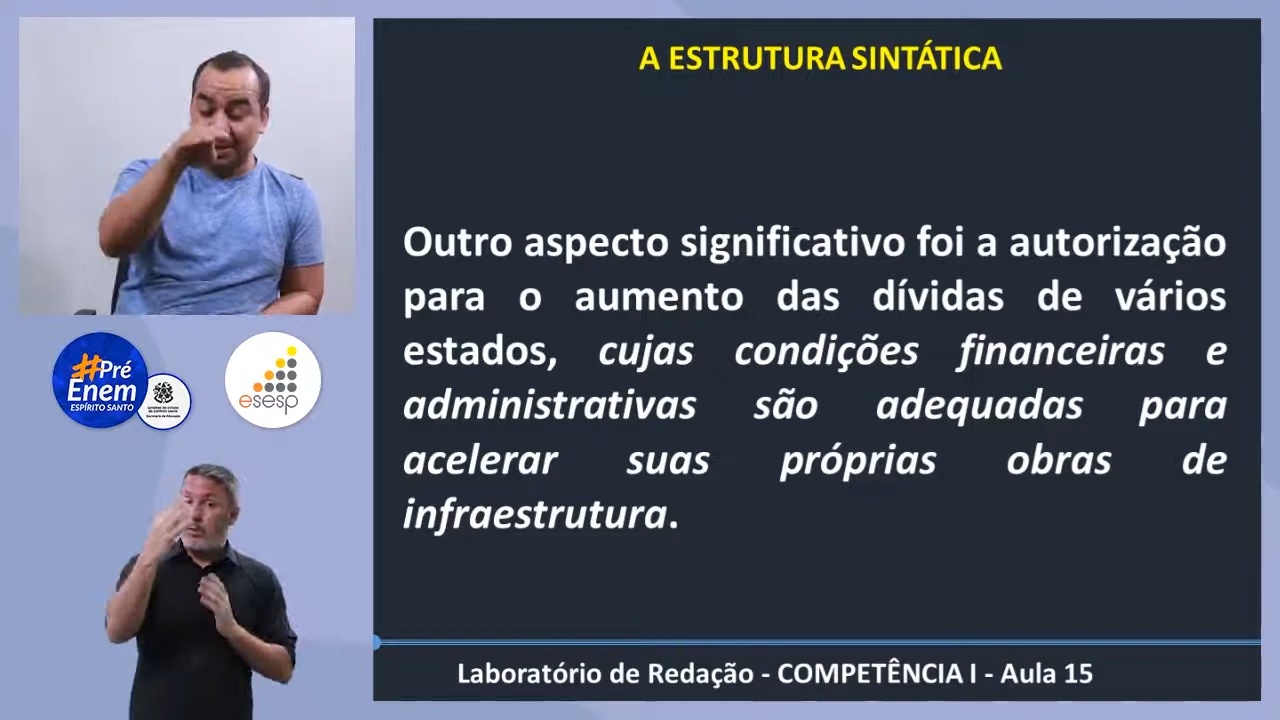 A ESTRUTURA SINTÁTICA
Outro aspecto significativo foi a autorização
para o aumento das dívidas de vários
estados, cujas condições financeiras e
administrativas são adequadas para
acelerar suas próprias obras de
infraestrutura.
#Pré
Enem
ESPÍRITO SANTO
esesp
Laboratório de Redação - COMPETÊNCIA I - Aula 15